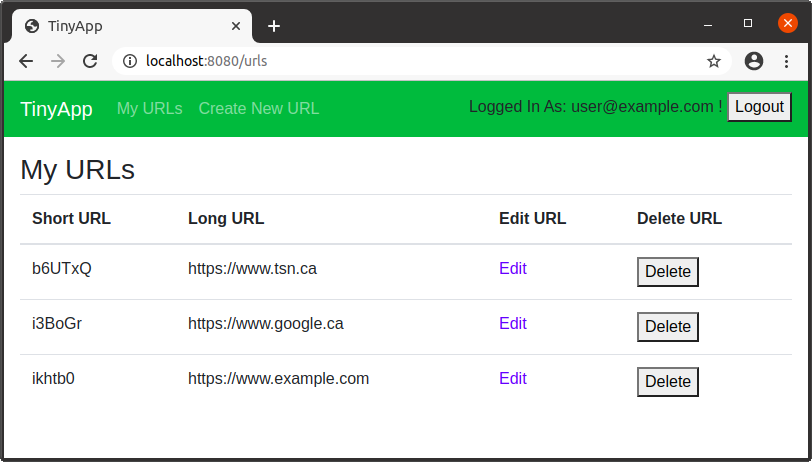 TinyApp
localhost:8080/urls
TinyApp My URLs Create New URL Logged In As: user@example.com ! Logout
My URLs
Short URL Long URL Edit URL Delete URL
b6UTxQ https://www.tsn.ca Edit Delete
i3BoGr https://www.google.ca Edit Delete
ikhtb0 https://www.example.com Edit Delete